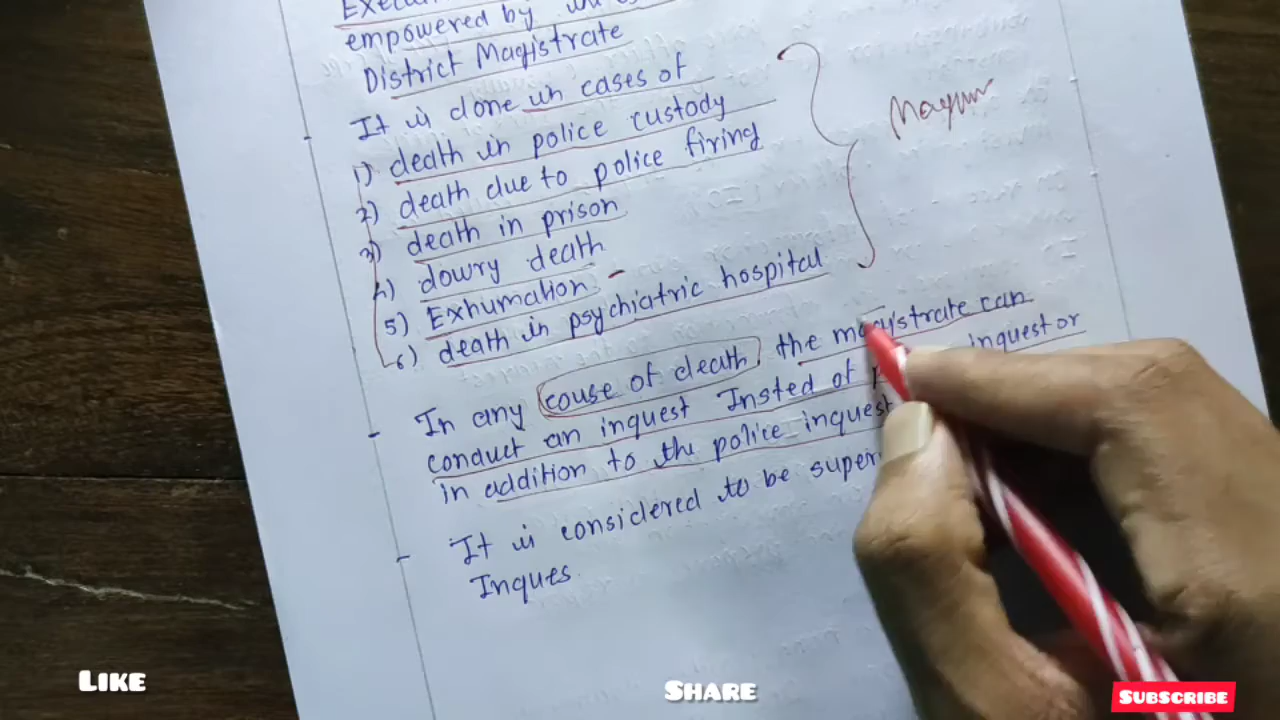 empowered by
District Magistrate
It is done in cases of
1) death in police custody
2) death due to police firing
3) death in prison
4) dowry death
5) Exhumation
6) death in psychiatric hospital
In any couse of death, the magistrate can
conduct an inquest Insted of inquest or
in addition to the police inquest
It is considered to be
Inques
LIKE
SHARE
SUBSCRIBE